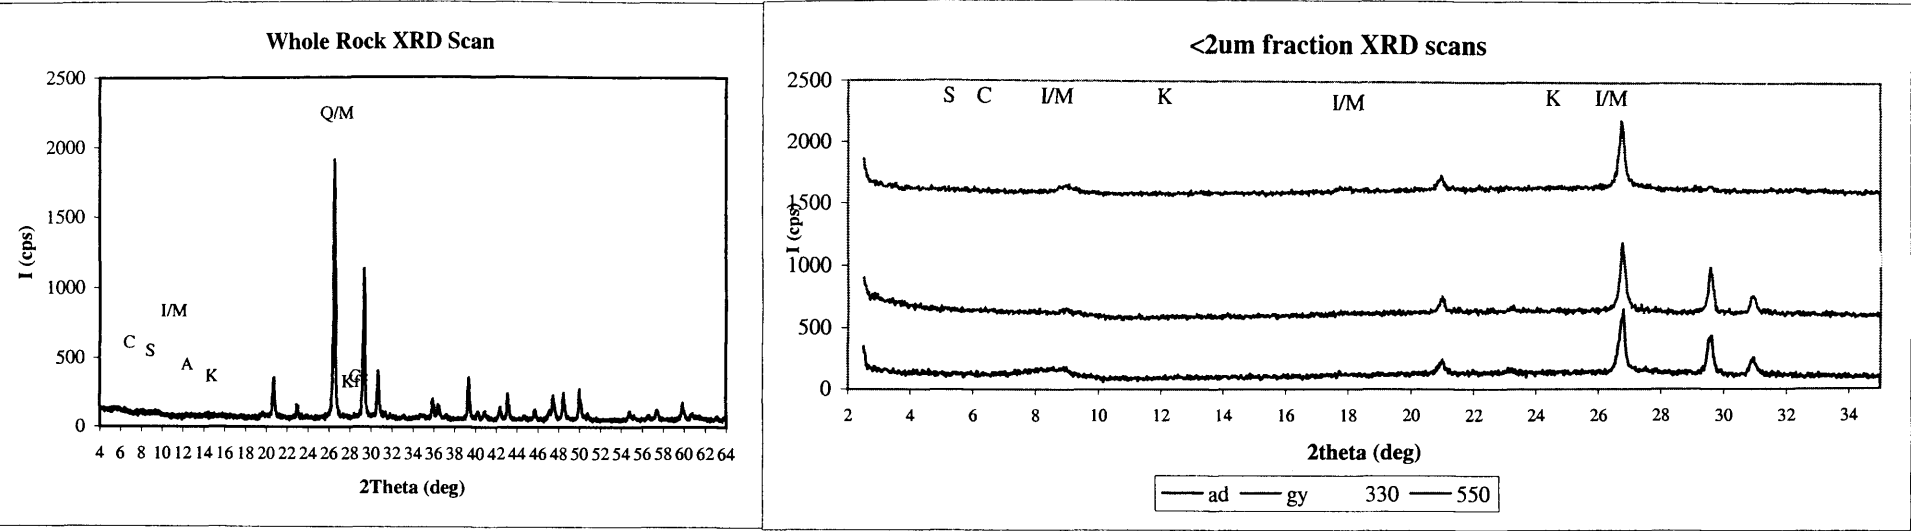 Whole Rock XRD Scan
2500
2000
1500
1000
500
0
I (cps)
Q/M
I/M
C
S
A
K
Kf
4 6 8 10 12 14 16 18 20 22 24 26 28 30 32 34 36 38 40 42 44 46 48 50 52 54 56 58 60 62 64
2Theta (deg)
<2um fraction XRD scans
2500
2000
1500
1000
500
0
I (cps)
S C I/M K I/M K I/M
2 4 6 8 10 12 14 16 18 20 22 24 26 28 30 32 34
2theta (deg)
ad gy 330 550